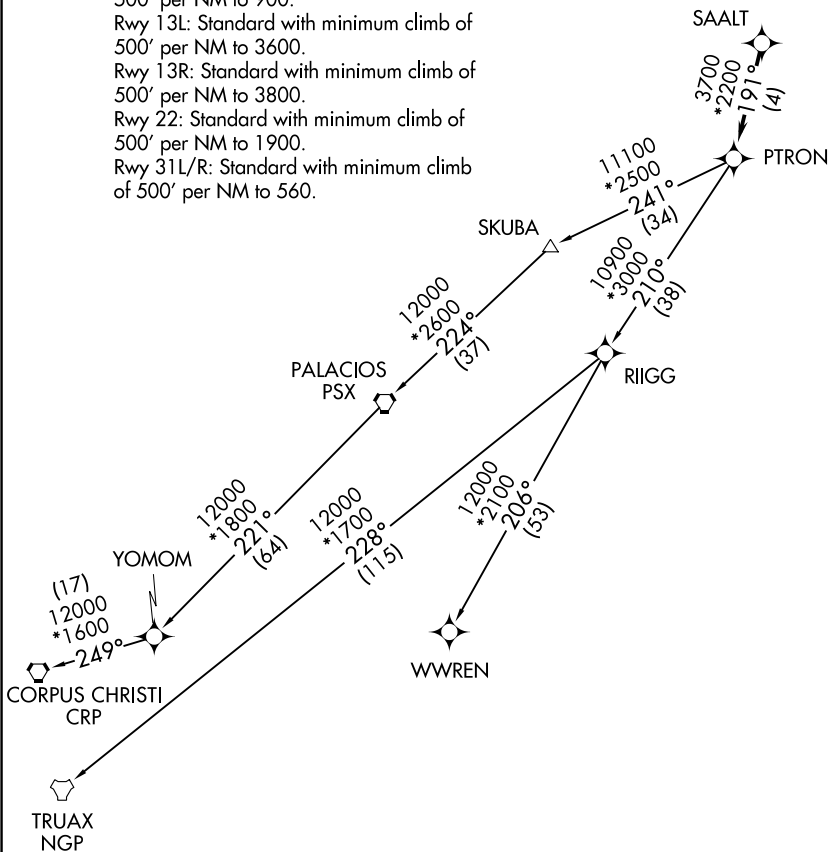 500' per NM to 900.
Rwy 13L: Standard with minimum climb of
500' per NM to 3600.
Rwy 13R: Standard with minimum climb of
500' per NM to 3800.
Rwy 22: Standard with minimum climb of
500' per NM to 1900.
Rwy 31L/R: Standard with minimum climb
of 500' per NM to 560.
SAALT
3700
*2200
191°
(4)
PTRON
11100
*2500
241°
(34)
SKUBA
10900
*3000
210°
(38)
RIIGG
12000
*2600
224°
(37)
PALACIOS
PSX
12000
*1800
221°
(64)
12000
*1700
228°
(115)
12000
*2100
206°
(53)
YOMOM
(17)
12000
*1600
249°
CORPUS CHRISTI
CRP
WWREN
TRUAX
NGP